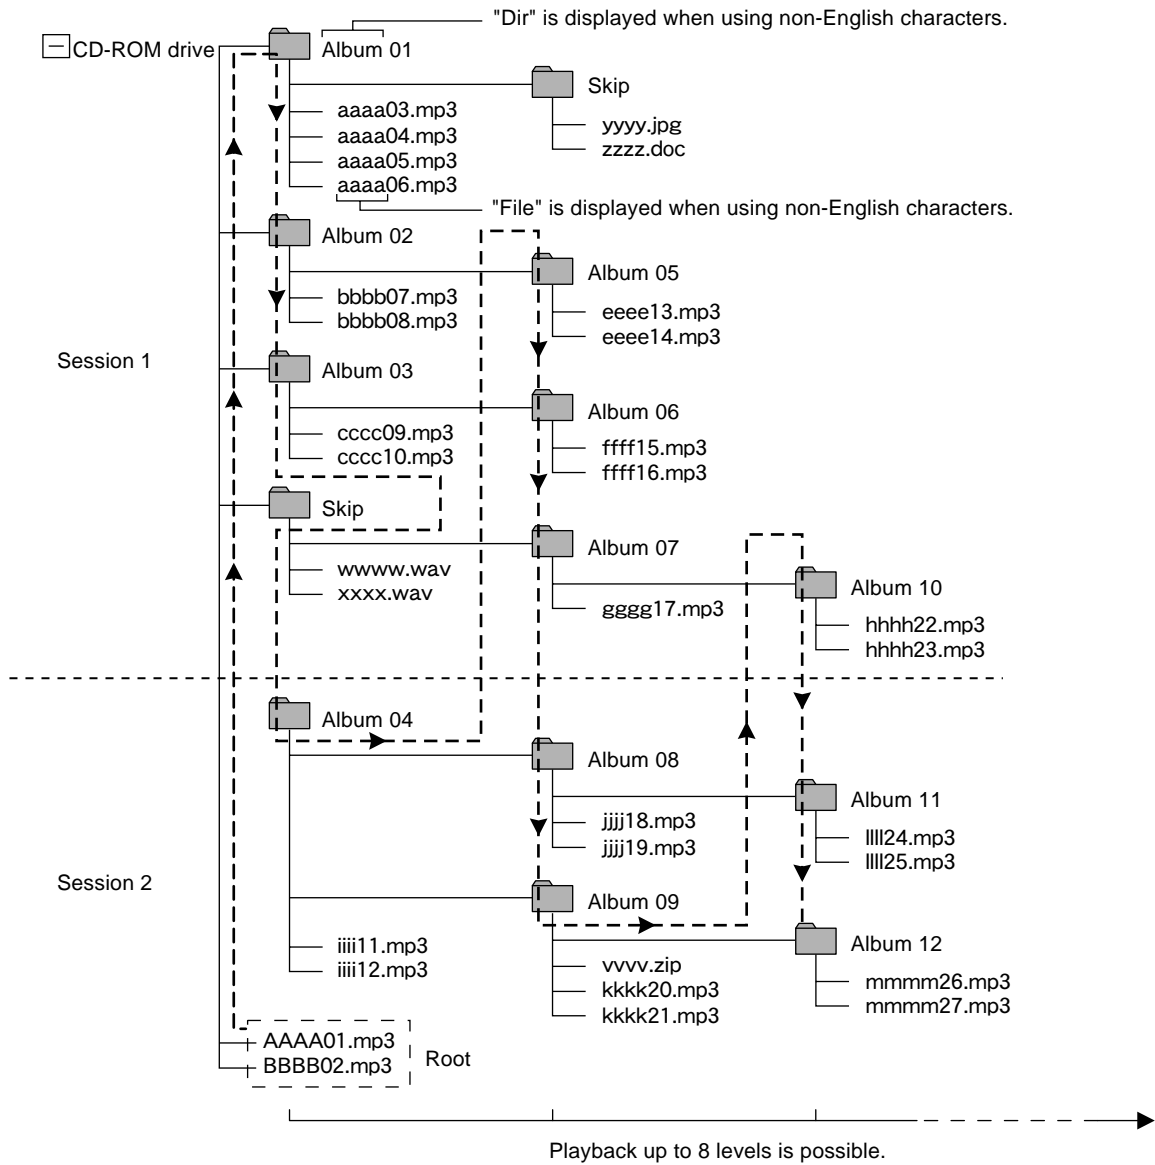 "Dir" is displayed when using non-English characters.
CD-ROM drive
Album 01
Skip
yyyy.jpg
zzzz.doc
aaaa03.mp3
aaaa04.mp3
aaaa05.mp3
aaaa06.mp3
"File" is displayed when using non-English characters.
Album 02
bbbb07.mp3
bbbb08.mp3
Album 05
eeee13.mp3
eeee14.mp3
Session 1
Album 03
cccc09.mp3
cccc10.mp3
Album 06
ffff15.mp3
ffff16.mp3
Skip
wwww.wav
xxxx.wav
Album 07
gggg17.mp3
Album 10
hhhh22.mp3
hhhh23.mp3
Album 04
Album 08
jjjj18.mp3
jjjj19.mp3
Album 11
llll24.mp3
llll25.mp3
Session 2
iiii11.mp3
iiii12.mp3
Album 09
vvvv.zip
kkkk20.mp3
kkkk21.mp3
Album 12
mmmm26.mp3
mmmm27.mp3
AAAA01.mp3
BBBB02.mp3
Root
Playback up to 8 levels is possible.